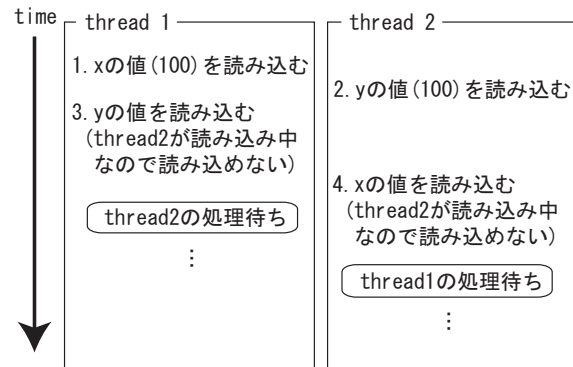 time
thread 1
1. xの値(100)を読み込む
3. yの値を読み込む
(thread2が読み込み中
なので読み込めない)
thread2の処理待ち
⋮
thread 2
2. yの値(100)を読み込む
4. xの値を読み込む
(thread2が読み込み中
なので読み込めない)
thread1の処理待ち
⋮